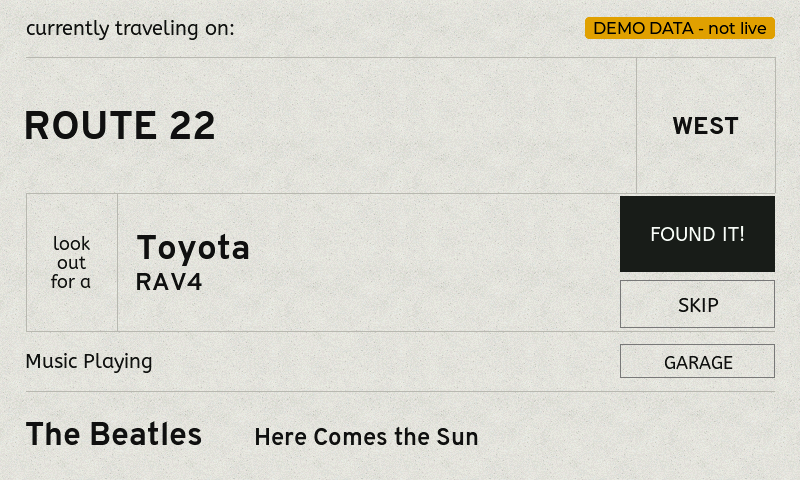 currently traveling on:
DEMO DATA - not live
ROUTE 22
WEST
look
out
for a
Toyota
RAV4
FOUND IT!
SKIP
Music Playing
GARAGE
The Beatles
Here Comes the Sun